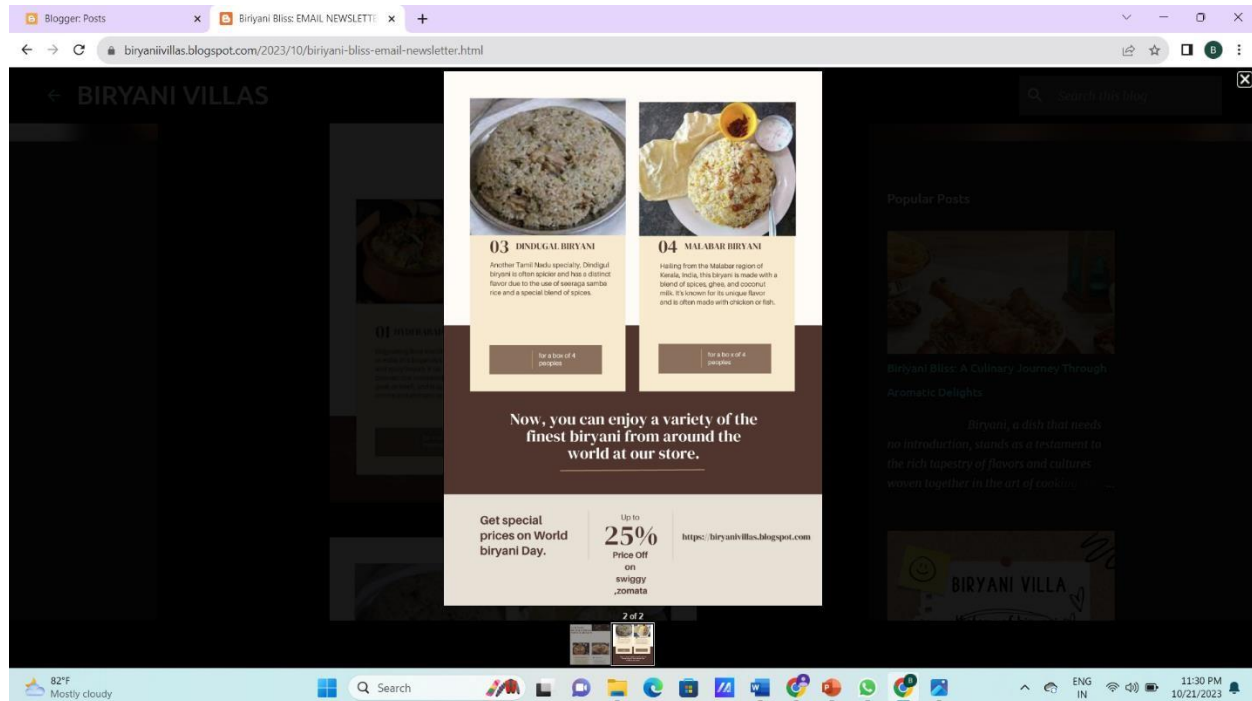 Blogger: Posts
Biriyani Bliss: EMAIL NEWSLETTE
biryaniivillas.blogspot.com/2023/10/biriyani-bliss-email-newsletter.html
B
BIRYANI VILLAS
Search this blog
03 DINDUGAL BIRYANI
Another Tamil Nadu specialty, Dindigul
biryani is often spicier and has a distinct
flavor due to the use of seeraga samba
rice and a special blend of spices.
for a box of 4
peoples
04 MALABAR BIRYANI
Hailing from the Malabar region of
Kerala, India, this biryani is made with a
blend of spices, ghee, and coconut
milk. It's known for its unique flavor
and is often made with chicken or fish.
for a box of 4
peoples
Now, you can enjoy a variety of the
finest biryani from around the
world at our store.
Get special
prices on World
biryani Day.
Up to
25%
Price Off
on
swiggy
,zomata
https://biryanivillas.blogspot.com
2 of 2
Popular Posts
Biriyani Bliss: A Culinary Journey Through
Aromatic Delights
Biryani, a dish that needs
no introduction, stands as a testament to
the rich tapestry of flavors and cultures
woven together in the art of cooking
BIRYANI VILLA
01
82°F
Mostly cloudy
Search
ENG
IN
11:30 PM
10/21/2023